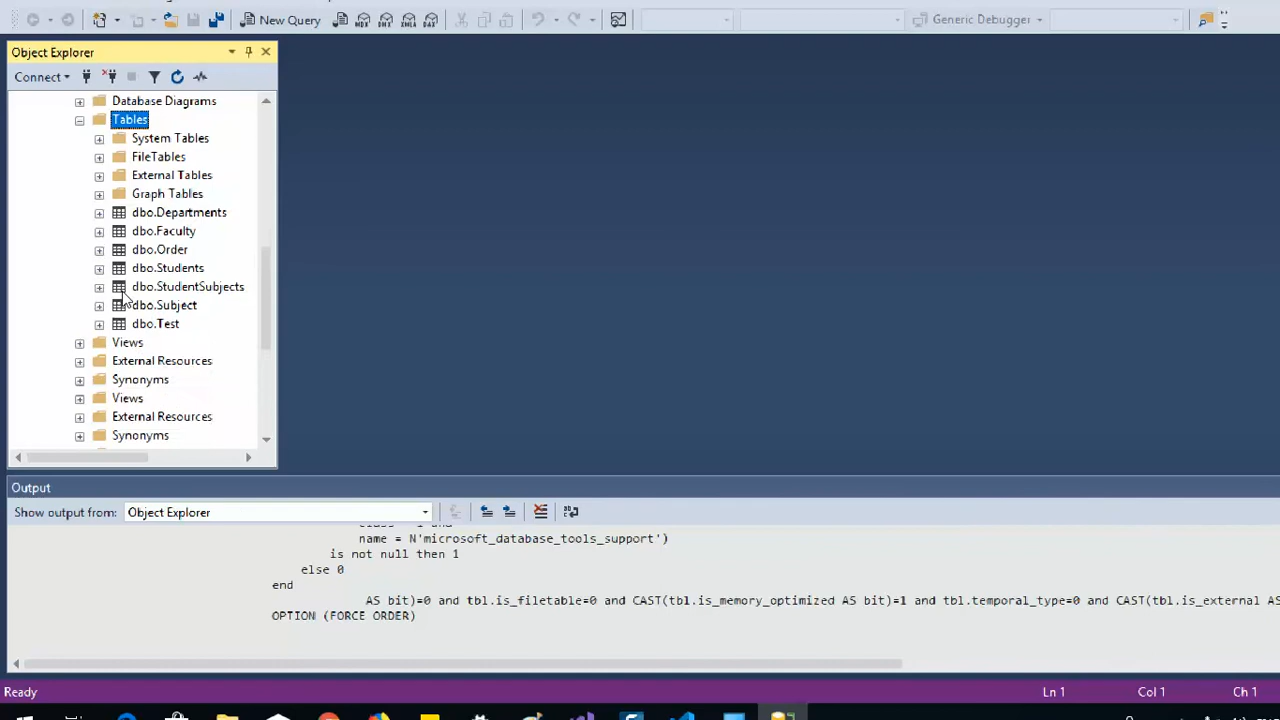 New Query
MDX
DMX
XMLA
DAX
Generic Debugger
Object Explorer
Connect
Database Diagrams
Tables
System Tables
FileTables
External Tables
Graph Tables
dbo.Departments
dbo.Faculty
dbo.Order
dbo.Students
dbo.StudentSubjects
dbo.Subject
dbo.Test
Views
External Resources
Synonyms
Views
External Resources
Synonyms
Output
Show output from: Object Explorer
name = N'microsoft_database_tools_support')
is not null then 1
else 0
end
AS bit)=0 and tbl.is_filetable=0 and CAST(tbl.is_memory_optimized AS bit)=1 and tbl.temporal_type=0 and CAST(tbl.is_external AS
OPTION (FORCE ORDER)
Ready Ln 1 Col 1 Ch 1